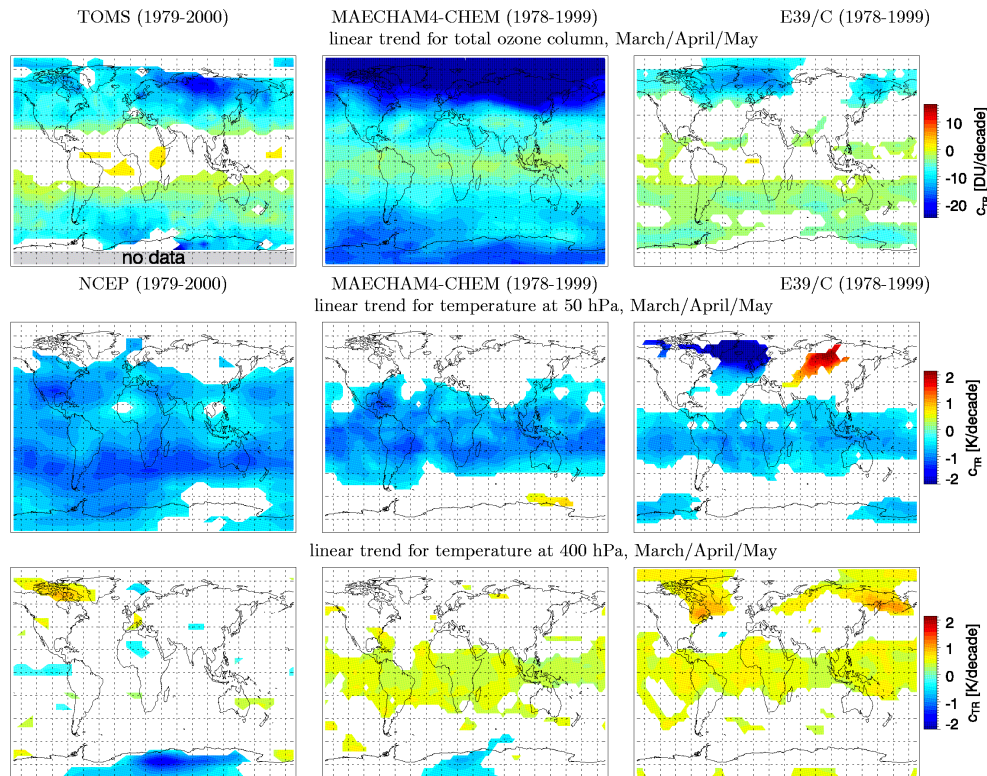 TOMS (1979-2000) MAECHAM4-CHEM (1978-1999) E39/C (1978-1999)
linear trend for total ozone column, March/April/May
no data
10
0
-10
-20
c_TR [DU/decade]
NCEP (1979-2000) MAECHAM4-CHEM (1978-1999) E39/C (1978-1999)
linear trend for temperature at 50 hPa, March/April/May
2
1
0
-1
-2
c_TR [K/decade]
linear trend for temperature at 400 hPa, March/April/May
2
1
0
-1
-2
c_TR [K/decade]